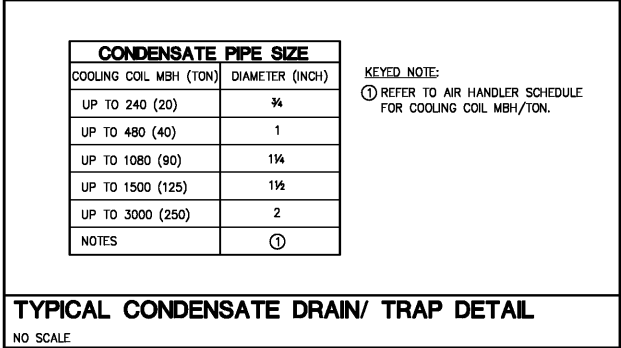 CONDENSATE PIPE SIZE
COOLING COIL MBH (TON) DIAMETER (INCH)
UP TO 240 (20) ¾
UP TO 480 (40) 1
UP TO 1080 (90) 1¼
UP TO 1500 (125) 1½
UP TO 3000 (250) 2
NOTES ①
KEYED NOTE:
① REFER TO AIR HANDLER SCHEDULE
FOR COOLING COIL MBH/TON.
TYPICAL CONDENSATE DRAIN/ TRAP DETAIL
NO SCALE